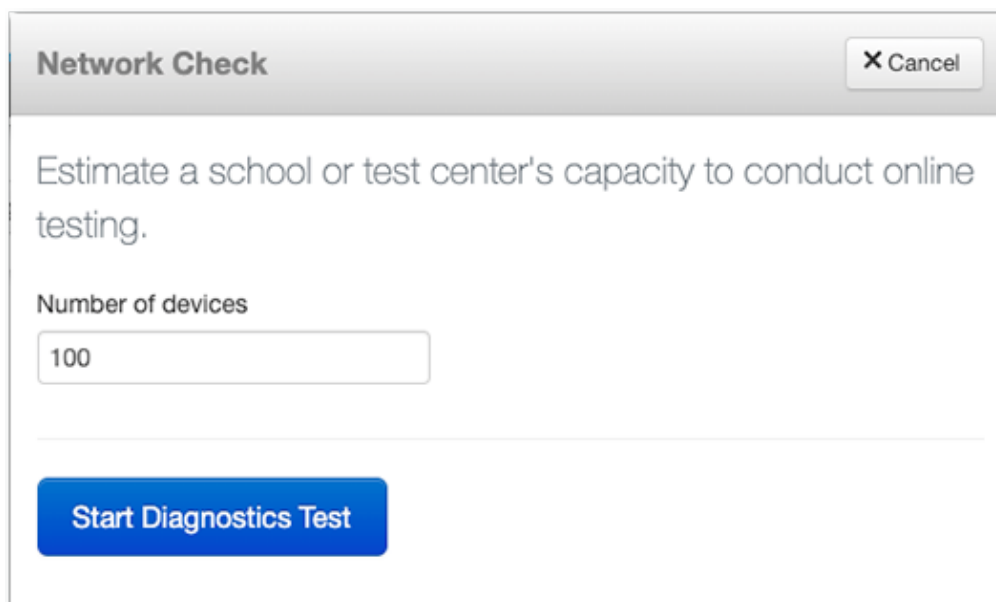 Network Check
✕ Cancel
Estimate a school or test center's capacity to conduct online
testing.
Number of devices
100
Start Diagnostics Test